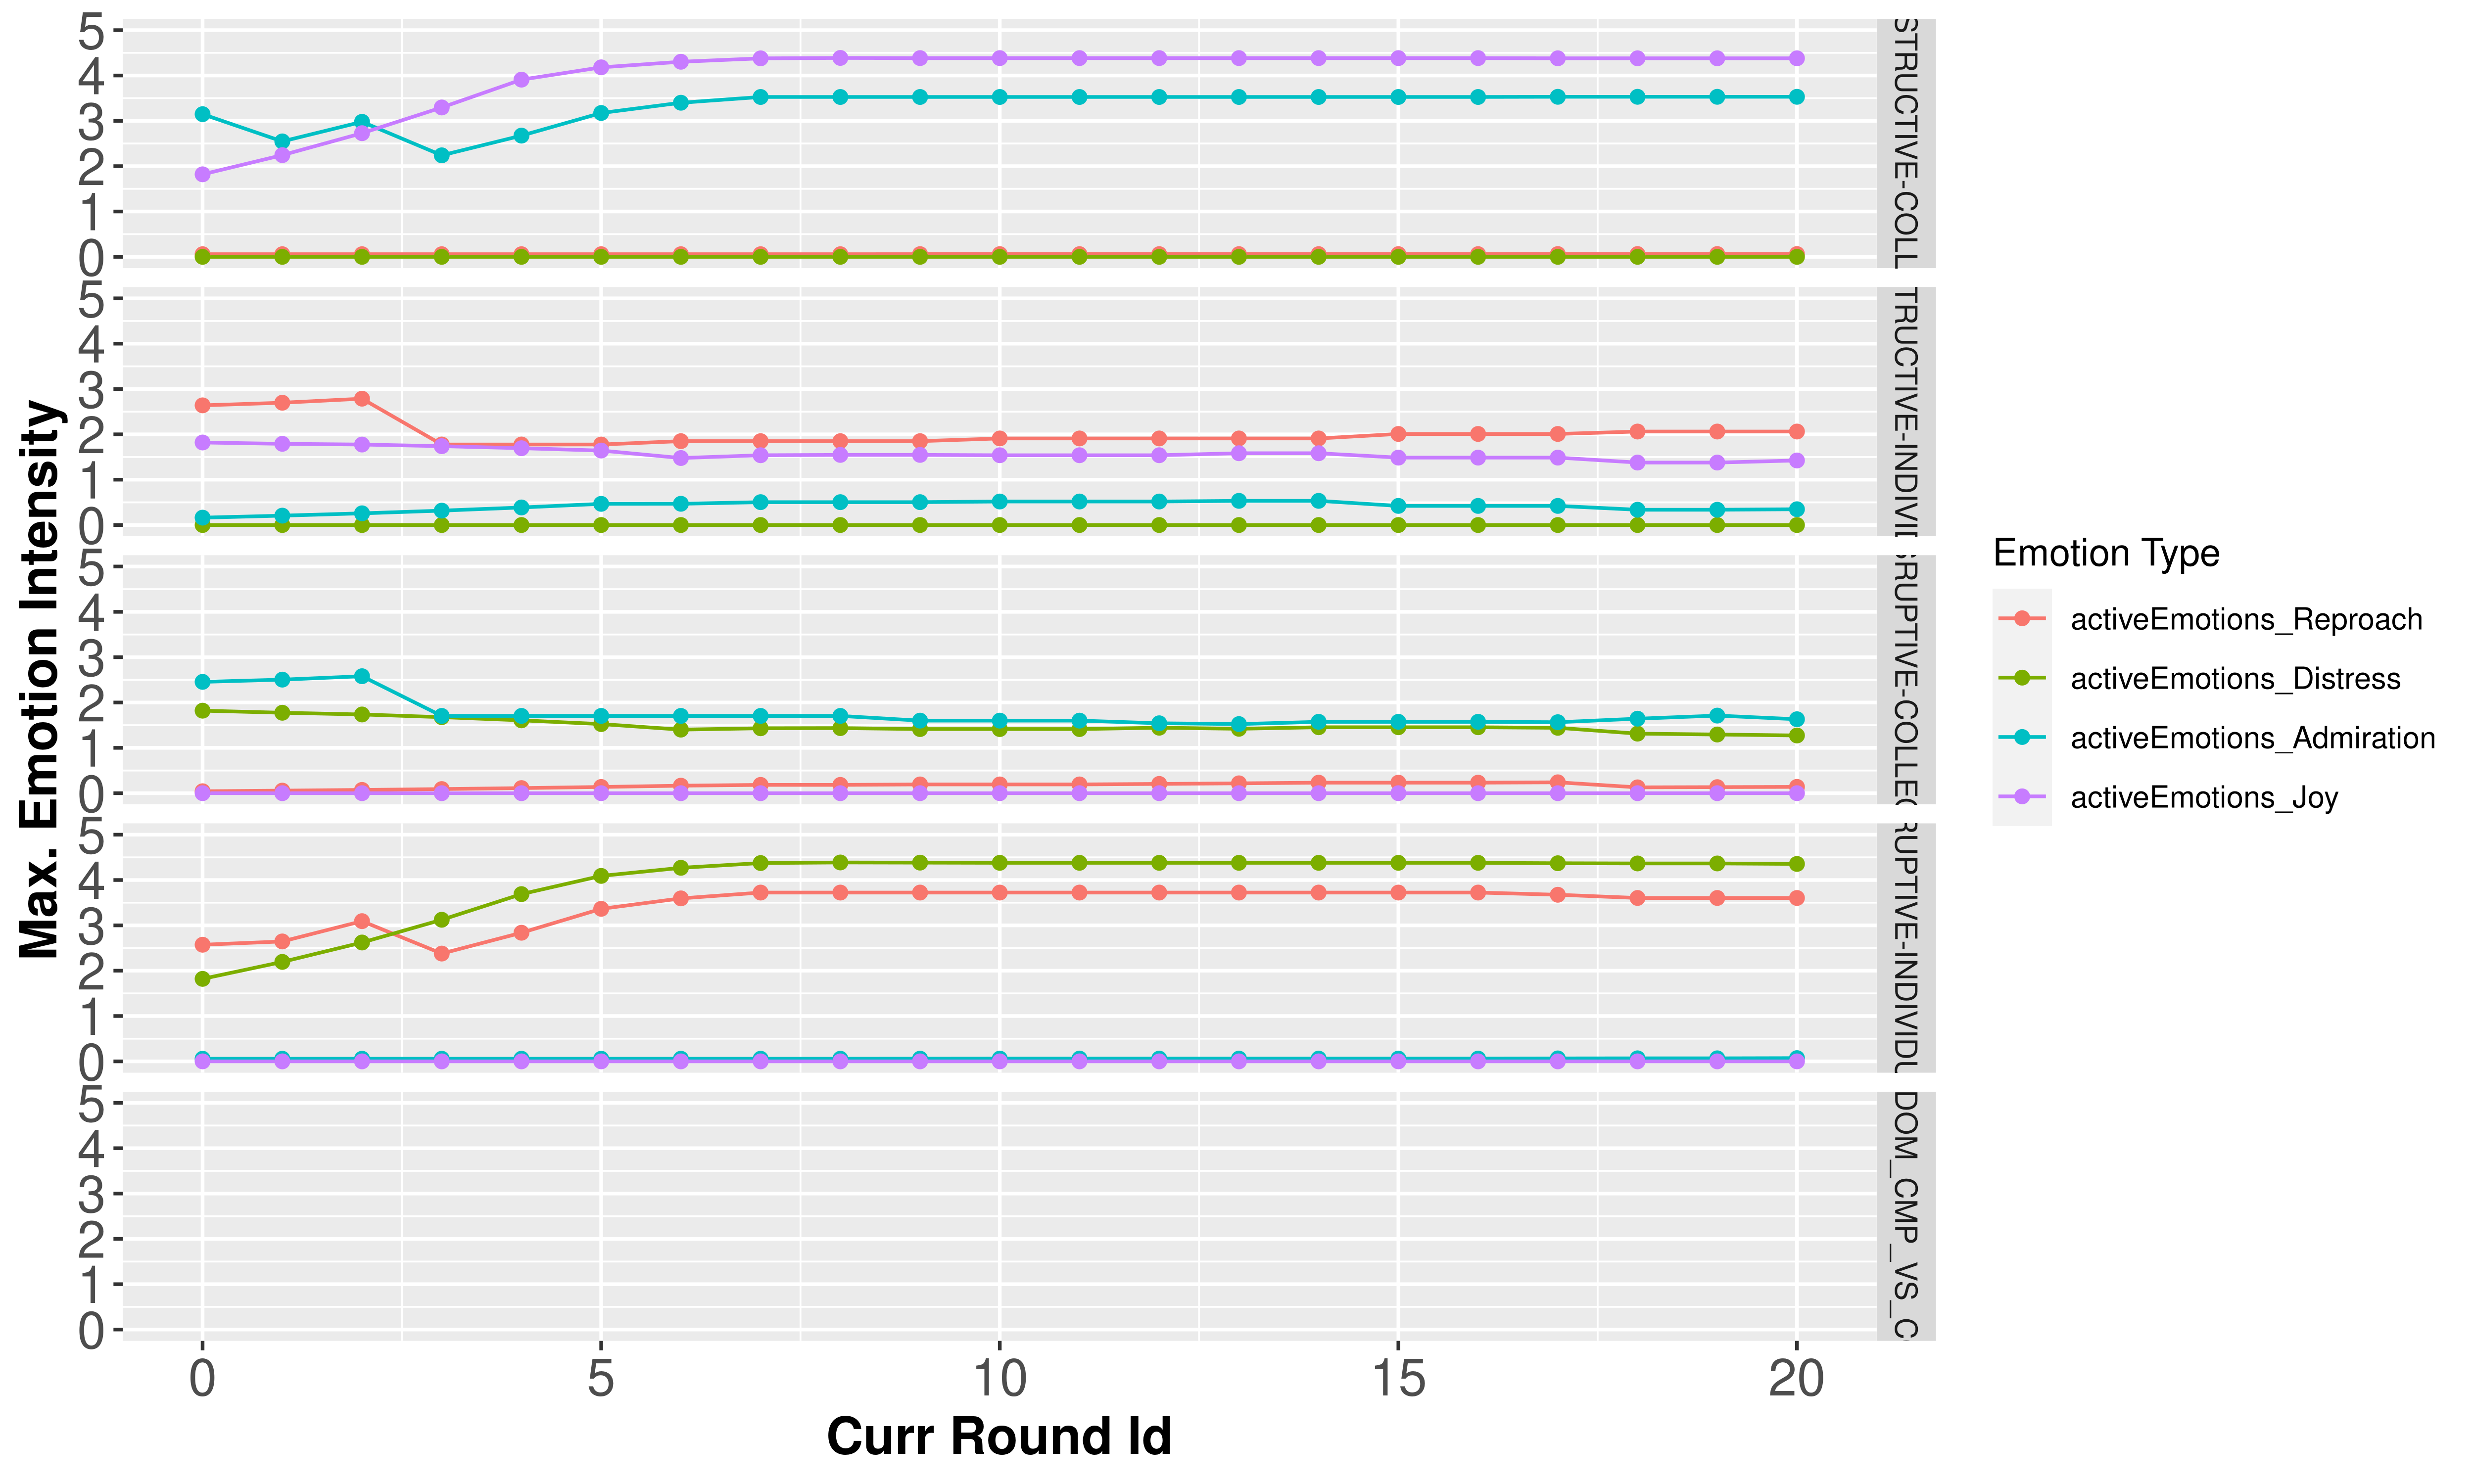 5
4
3
2
1
0
STRUCTIVE-COLL
5
4
3
2
1
0
TRUCTIVE-INDIVI
5
4
3
2
1
0
RUPTIVE-COLLEC
5
4
3
2
1
0
RUPTIVE-INDIVIDU
5
4
3
2
1
0
DOM_CMP_VS_C
0 5 10 15 20
Curr Round Id
Max. Emotion Intensity
Emotion Type
activeEmotions_Reproach
activeEmotions_Distress
activeEmotions_Admiration
activeEmotions_Joy